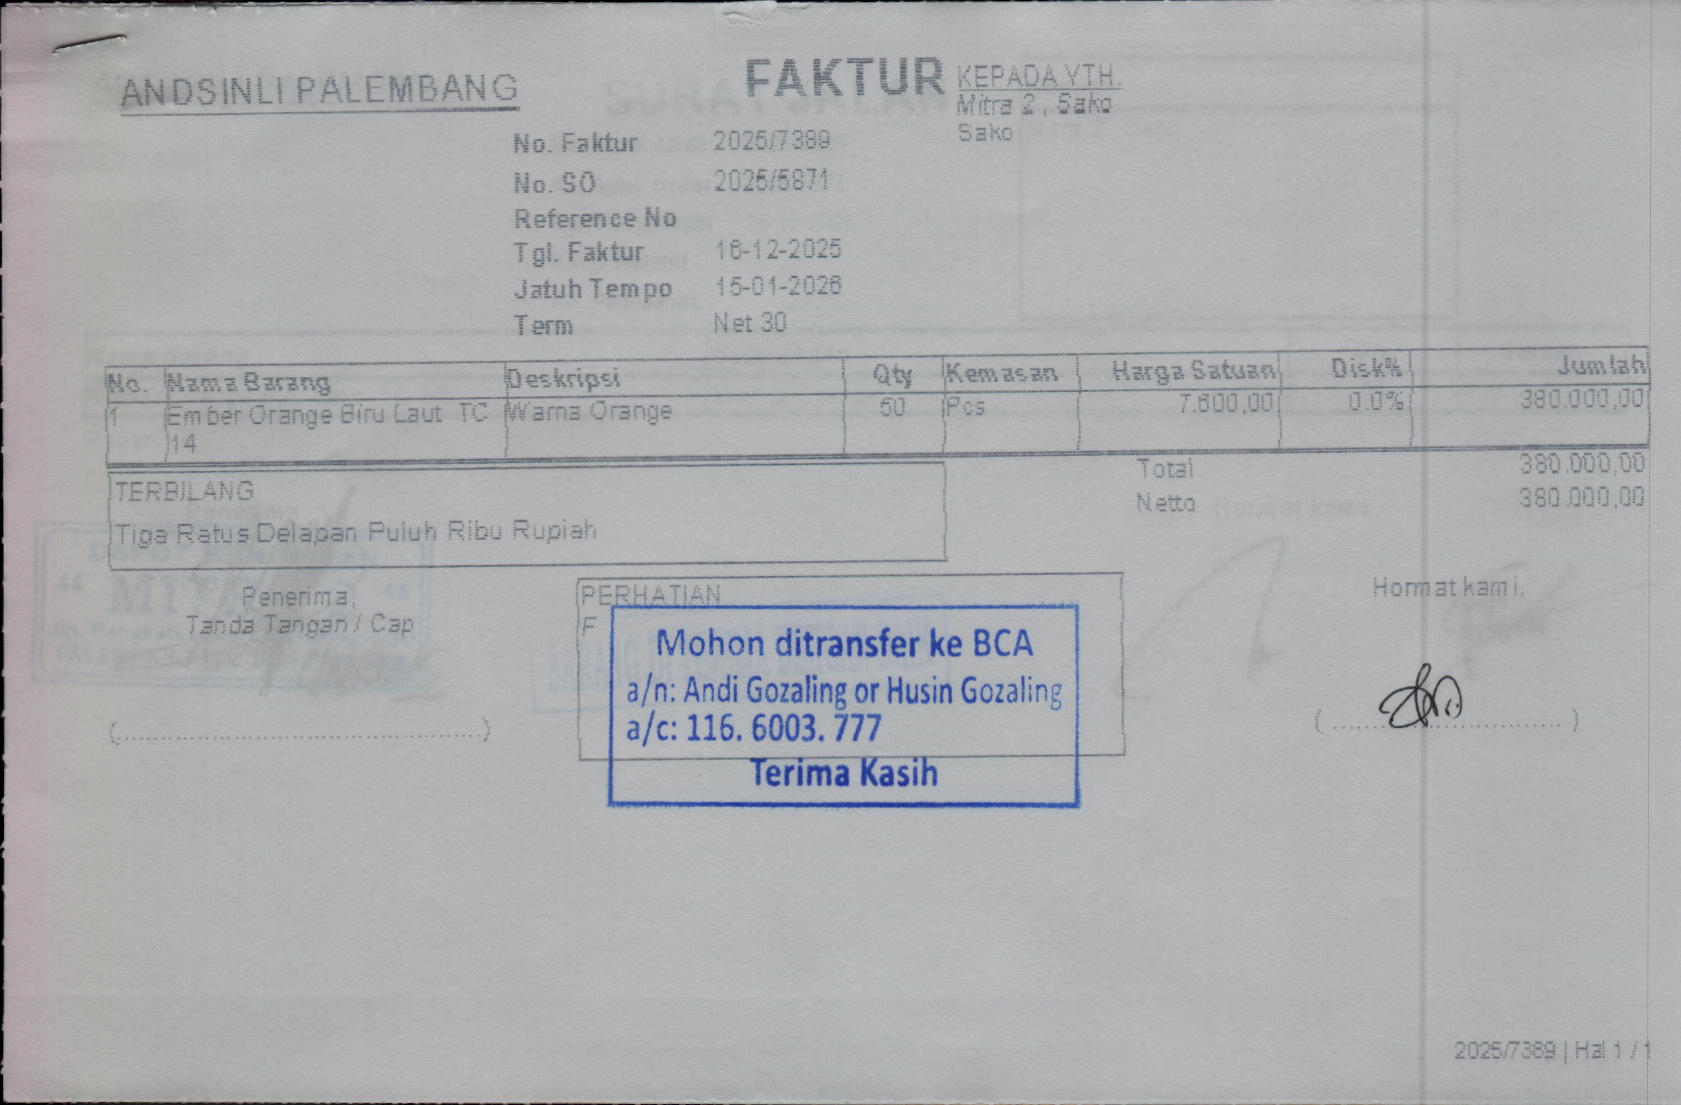 ANDSINLI PALEMBANG
FAKTUR
KEPADA YTH.
Mitra 2 , Sako
Sako
No. Faktur 2025/7389
No. SO 2025/5871
Reference No
Tgl. Faktur 16-12-2025
Jatuh Tempo 15-01-2026
Term Net 30
No. Nama Barang Deskripsi Qty Kemasan Harga Satuan Disk% Jumlah
1 Ember Orange Biru Laut TC Warna Orange 50 Pcs 7.600,00 0.0% 380.000,00
14
Total 380.000,00
Netto 380.000,00
TERBILANG
Tiga Ratus Delapan Puluh Ribu Rupiah
Penerima,
Tanda Tangan / Cap
PERHATIAN
F
Mohon ditransfer ke BCA
a/n: Andi Gozaling or Husin Gozaling
a/c: 116. 6003. 777
Terima Kasih
Hormat kami,
2025/7389 | Hal 1 / 1